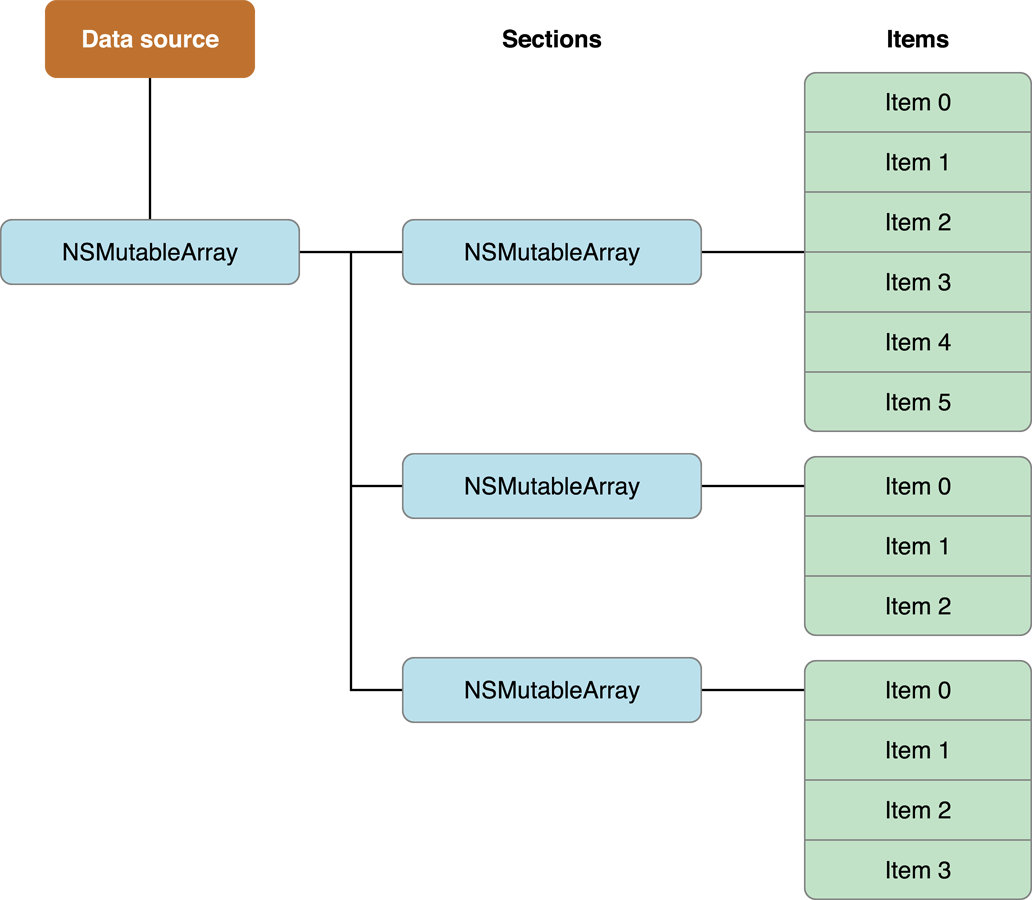 Data source
Sections
Items
NSMutableArray
NSMutableArray
Item 0
Item 1
Item 2
Item 3
Item 4
Item 5
NSMutableArray
Item 0
Item 1
Item 2
NSMutableArray
Item 0
Item 1
Item 2
Item 3